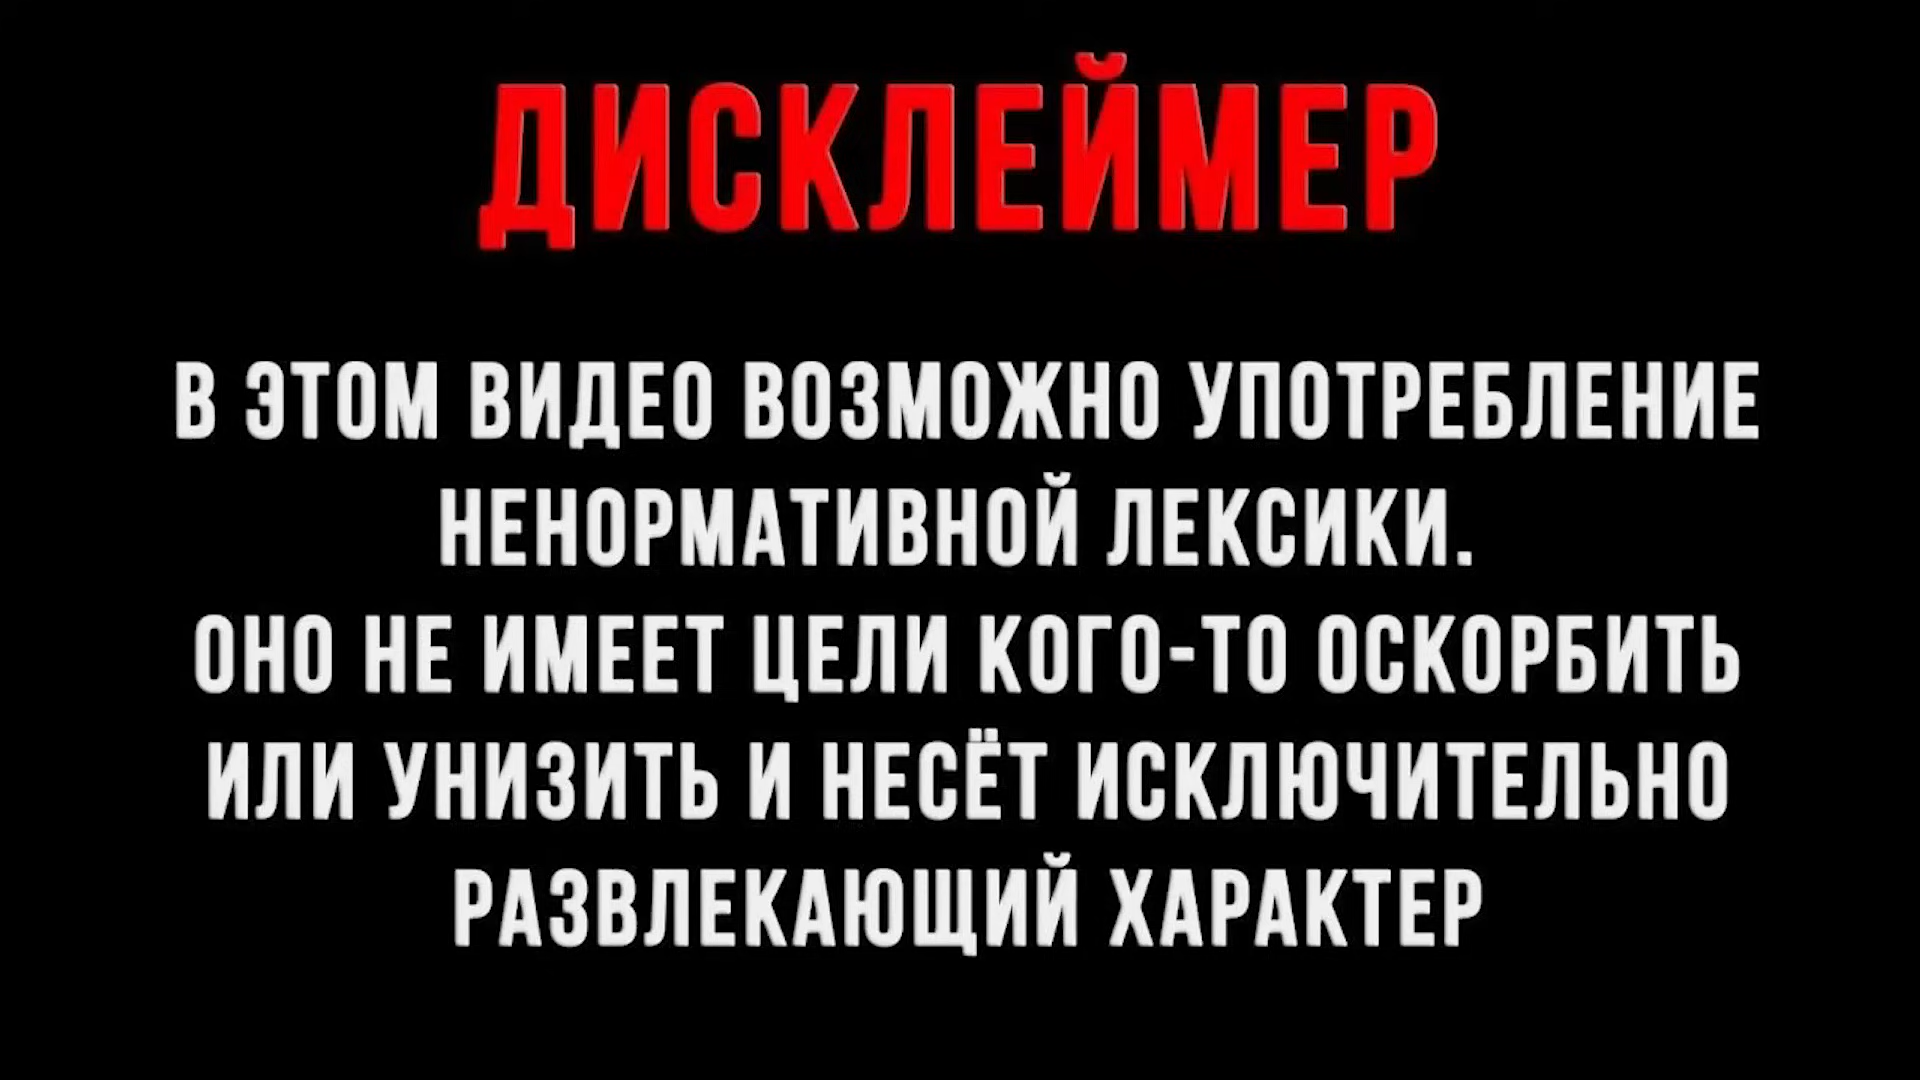 ДИСКЛЕЙМЕР
В ЭТОМ ВИДЕО ВОЗМОЖНО УПОТРЕБЛЕНИЕ
НЕНОРМАТИВНОЙ ЛЕКСИКИ.
ОНО НЕ ИМЕЕТ ЦЕЛИ КОГО-ТО ОСКОРБИТЬ
ИЛИ УНИЗИТЬ И НЕСЁТ ИСКЛЮЧИТЕЛЬНО
РАЗВЛЕКАЮЩИЙ ХАРАКТЕР